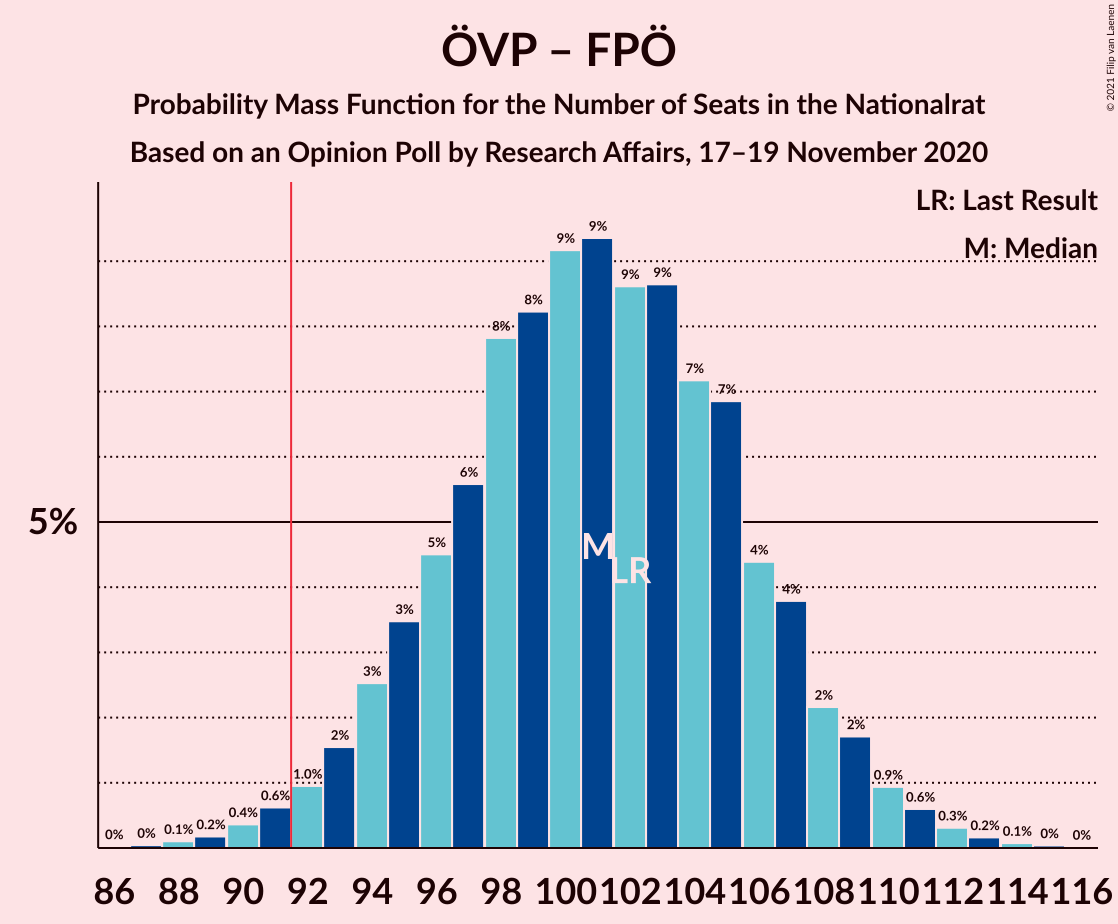 ÖVP – FPÖ
Probability Mass Function for the Number of Seats in the Nationalrat
Based on an Opinion Poll by Research Affairs, 17–19 November 2020
© 2021 Filip van Laenen
LR: Last Result
M: Median
5%
0% 0% 0.1% 0.2% 0.4% 0.6% 1.0% 2% 3% 3% 5% 6% 8% 8% 9% 9% 9% 9% 7% 7% 4% 4% 2% 2% 0.9% 0.6% 0.3% 0.2% 0.1% 0% 0%
M
LR
86 88 90 92 94 96 98 100 102 104 106 108 110 112 114 116